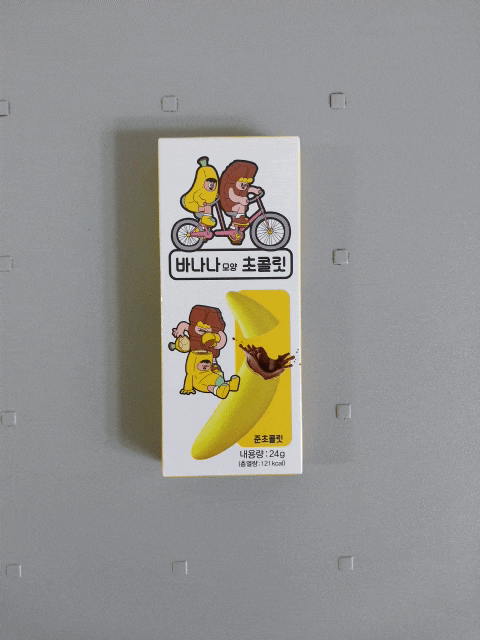 바나나 모양 초콜릿
준초콜릿
내용량 : 24g
(총 열량 : 121 kcal)